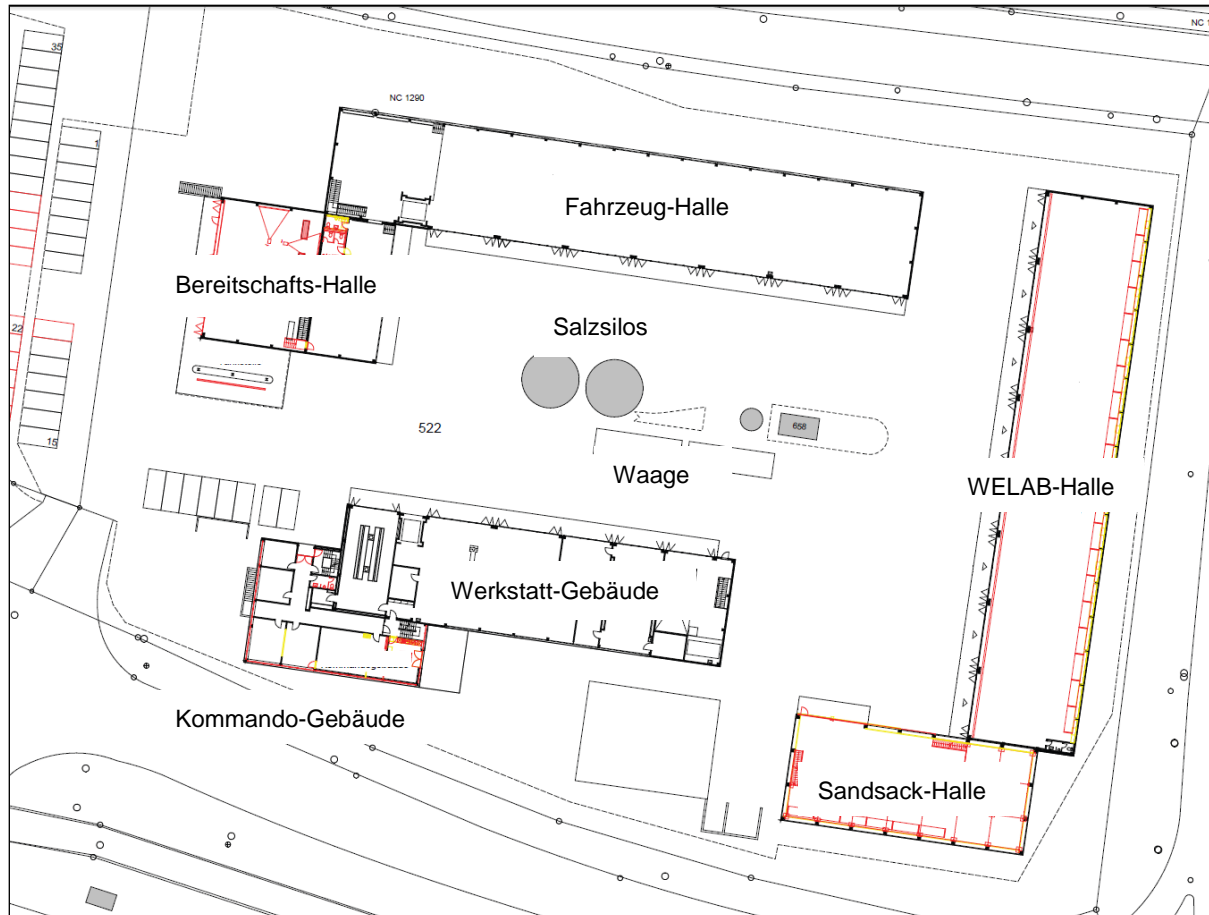 NC 1
35
NC 1290
1
Fahrzeug-Halle
Bereitschafts-Halle
Salzsilos
22
658
522
15
Waage
WELAB-Halle
Werkstatt-Gebäude
Kommando-Gebäude
Sandsack-Halle